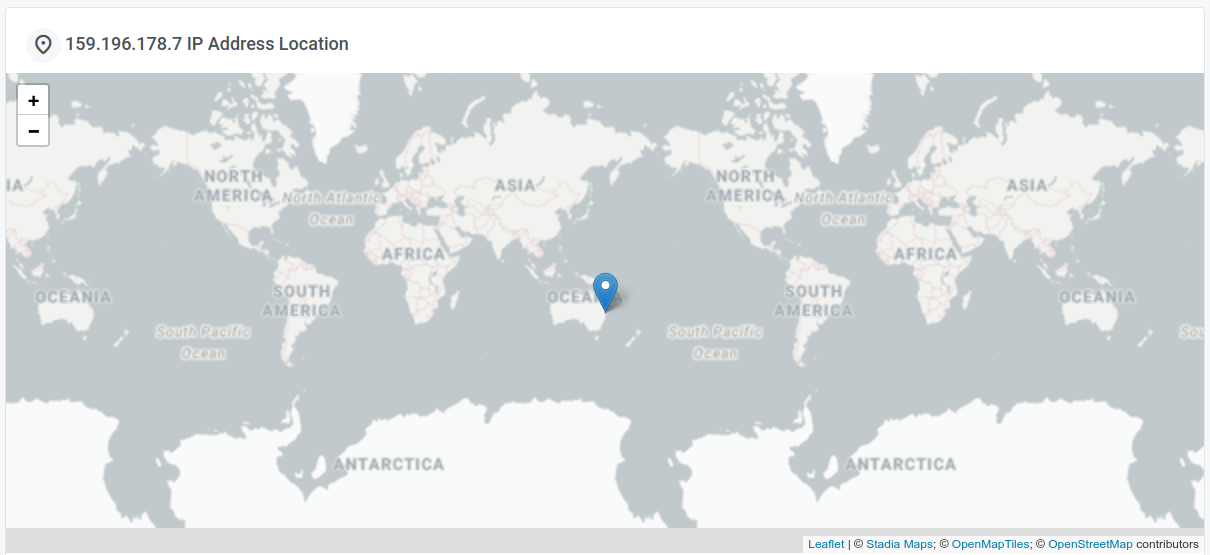 159.196.178.7 IP Address Location
+
−
IA
NORTH
AMERICA
North Atlantic
Ocean
ASIA
NORTH
AMERICA
North Atlantic
Ocean
ASIA
AFRICA
AFRICA
OCEANIA
SOUTH
AMERICA
OCEANIA
SOUTH
AMERICA
OCEANIA
South Pacific
Ocean
South Pacific
Ocean
Sou
ANTARCTICA
ANTARCTICA
Leaflet | © Stadia Maps; © OpenMapTiles; © OpenStreetMap contributors